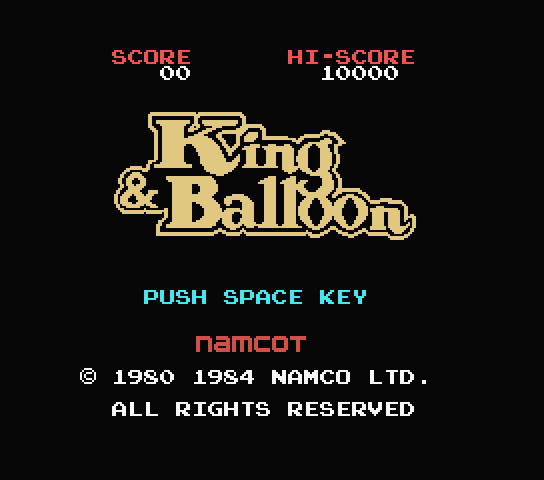 SCORE HI-SCORE
00 10000
King
& Balloon
PUSH SPACE KEY
namcot
© 1980 1984 NAMCO LTD.
ALL RIGHTS RESERVED